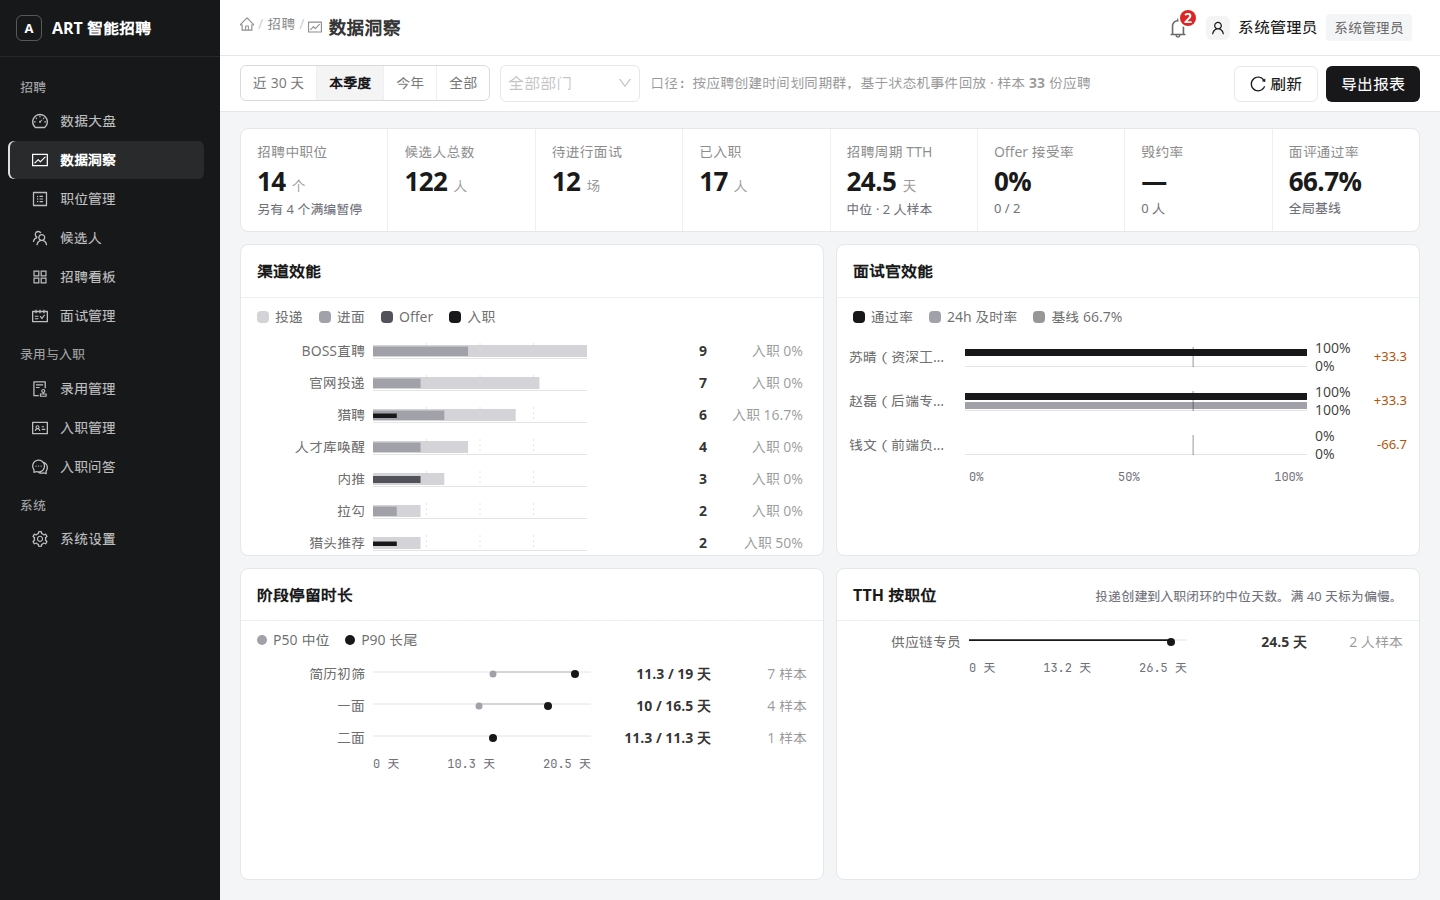 A ART 智能招聘
招聘
数据大盘
数据洞察
职位管理
候选人
招聘看板
面试管理
录用与入职
录用管理
入职管理
入职问答
系统
系统设置
/ 招聘 / 数据洞察
2 系统管理员 系统管理员
近 30 天 本季度 今年 全部 全部部门 口径：按应聘创建时间划同期群，基于状态机事件回放 · 样本 33 份应聘 刷新 导出报表
招聘中职位 候选人总数 待进行面试 已入职 招聘周期 TTH Offer 接受率 毁约率 面评通过率
14 个 122 人 12 场 17 人 24.5 天 0% — 66.7%
另有 4 个满编暂停 中位 · 2 人样本 0 / 2 0 人 全局基线
渠道效能
投递 进面 Offer 入职
BOSS直聘 9 入职 0%
官网投递 7 入职 0%
猎聘 6 入职 16.7%
人才库唤醒 4 入职 0%
内推 3 入职 0%
拉勾 2 入职 0%
猎头推荐 2 入职 50%
面试官效能
通过率 24h 及时率 基线 66.7%
苏晴（资深工... 100% 0% +33.3
赵磊（后端专... 100% 100% +33.3
钱文（前端负... 0% 0% -66.7
0% 50% 100%
阶段停留时长
P50 中位 P90 长尾
简历初筛 11.3 / 19 天 7 样本
一面 10 / 16.5 天 4 样本
二面 11.3 / 11.3 天 1 样本
0 天 10.3 天 20.5 天
TTH 按职位 投递创建到入职闭环的中位天数。满 40 天标为偏慢。
供应链专员 24.5 天 2 人样本
0 天 13.2 天 26.5 天